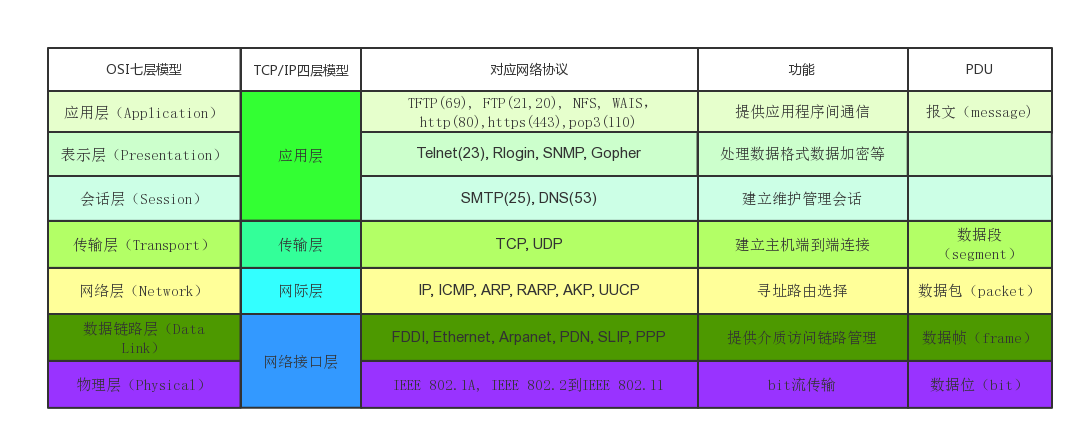 OSI七层模型
TCP/IP四层模型
对应网络协议
功能
PDU
应用层（Application）
应用层
TFTP(69), FTP(21,20), NFS, WAIS,
http(80),https(443),pop3(110)
提供应用程序间通信
报文（message)
表示层（Presentation）
Telnet(23), Rlogin, SNMP, Gopher
处理数据格式数据加密等
会话层（Session）
SMTP(25), DNS(53)
建立维护管理会话
传输层（Transport）
传输层
TCP, UDP
建立主机端到端连接
数据段
（segment）
网络层（Network）
网际层
IP, ICMP, ARP, RARP, AKP, UUCP
寻址路由选择
数据包（packet）
数据链路层（Data
Link）
网络接口层
FDDI, Ethernet, Arpanet, PDN, SLIP, PPP
提供介质访问链路管理
数据帧（frame）
物理层（Physical）
IEEE 802.1A, IEEE 802.2到IEEE 802.11
bit流传输
数据位（bit）